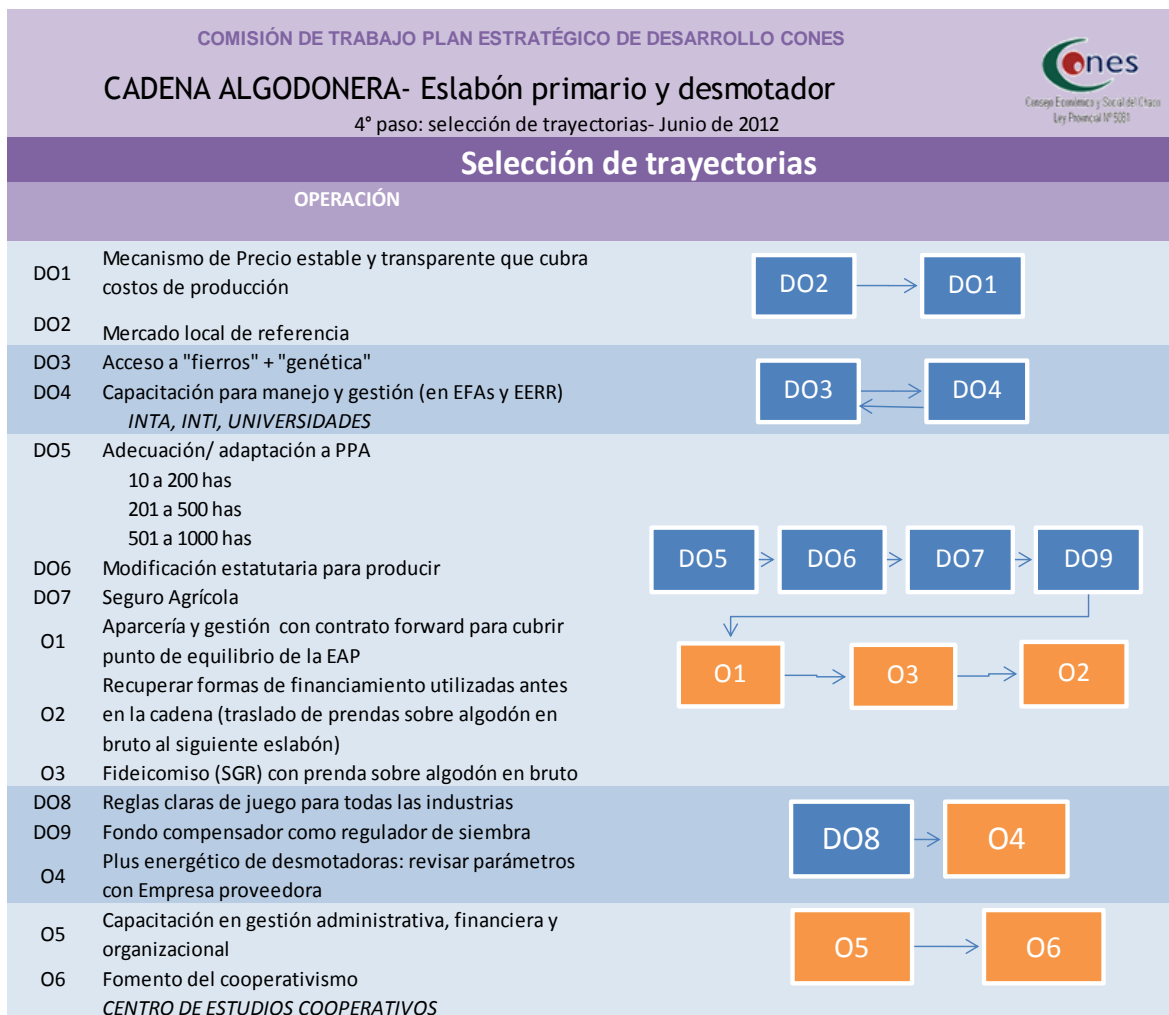 COMISIÓN DE TRABAJO PLAN ESTRATÉGICO DE DESARROLLO CONES
CADENA ALGODONERA- Eslabón primario y desmotador
4° paso: selección de trayectorias- Junio de 2012
Cones
Consejo Económico y Social del Chaco
Ley Provincial Nº 5081
Selección de trayectorias
OPERACIÓN
DO1 Mecanismo de Precio estable y transparente que cubra
costos de producción
DO2 Mercado local de referencia
DO2 DO1
DO3 Acceso a "fierros" + "genética"
DO4 Capacitación para manejo y gestión (en EFAs y EERR)
INTA, INTI, UNIVERSIDADES
DO3 DO4
DO5 Adecuación/ adaptación a PPA
10 a 200 has
201 a 500 has
501 a 1000 has
DO6 Modificación estatutaria para producir
DO7 Seguro Agrícola
O1 Aparcería y gestión con contrato forward para cubrir
punto de equilibrio de la EAP
Recuperar formas de financiamiento utilizadas antes
O2 en la cadena (traslado de prendas sobre algodón en
bruto al siguiente eslabón)
O3 Fideicomiso (SGR) con prenda sobre algodón en bruto
DO5 DO6 DO7 DO9
O1 O3 O2
DO8 Reglas claras de juego para todas las industrias
DO9 Fondo compensador como regulador de siembra
O4 Plus energético de desmotadoras: revisar parámetros
con Empresa proveedora
DO8 O4
O5 Capacitación en gestión administrativa, financiera y
organizacional
O6 Fomento del cooperativismo
CENTRO DE ESTUDIOS COOPERATIVOS
O5 O6